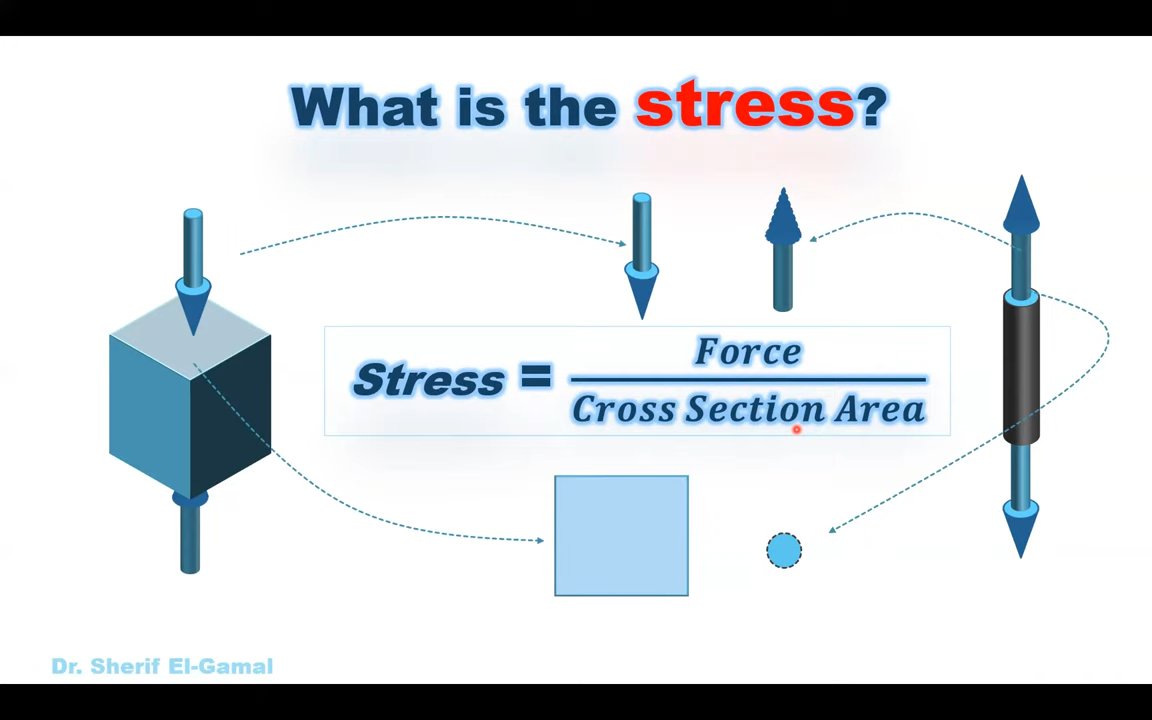 What is the stress?
Stress = Force
Cross Section Area
Dr. Sherif El-Gamal